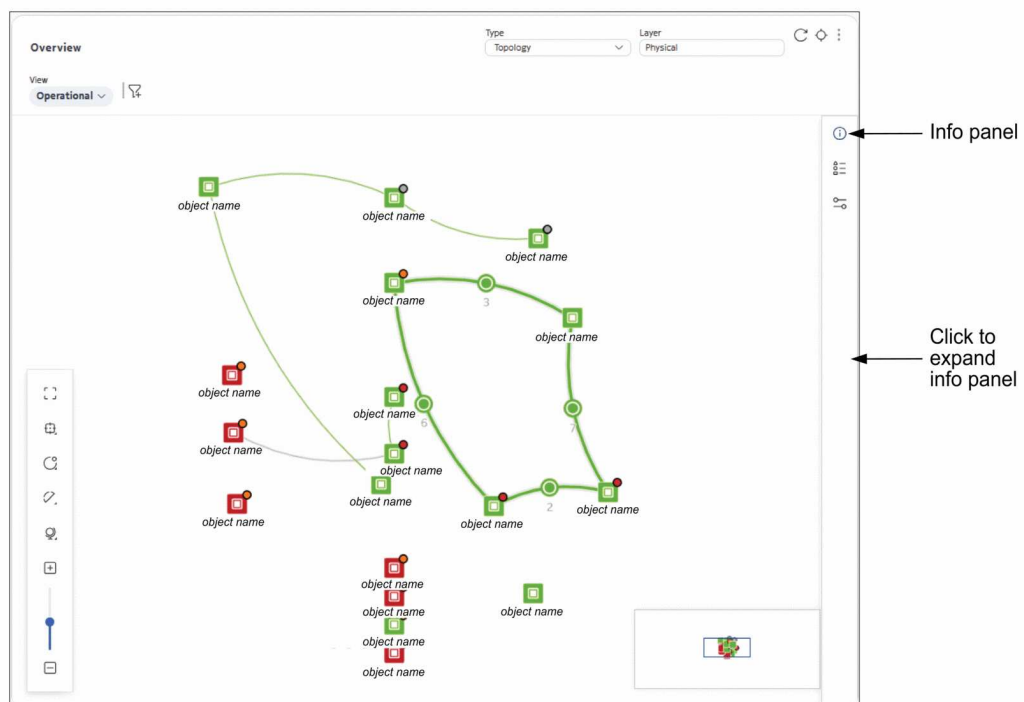 Type
Layer
Overview
Topology
Physical
View
Operational
Info panel
object name
object name
object name
object name
3
object name
Click to
expand
info panel
object name
object name
6
7
object name
object name
object name
2
object name
object name
object name
object name
object name
object name
object name
object name